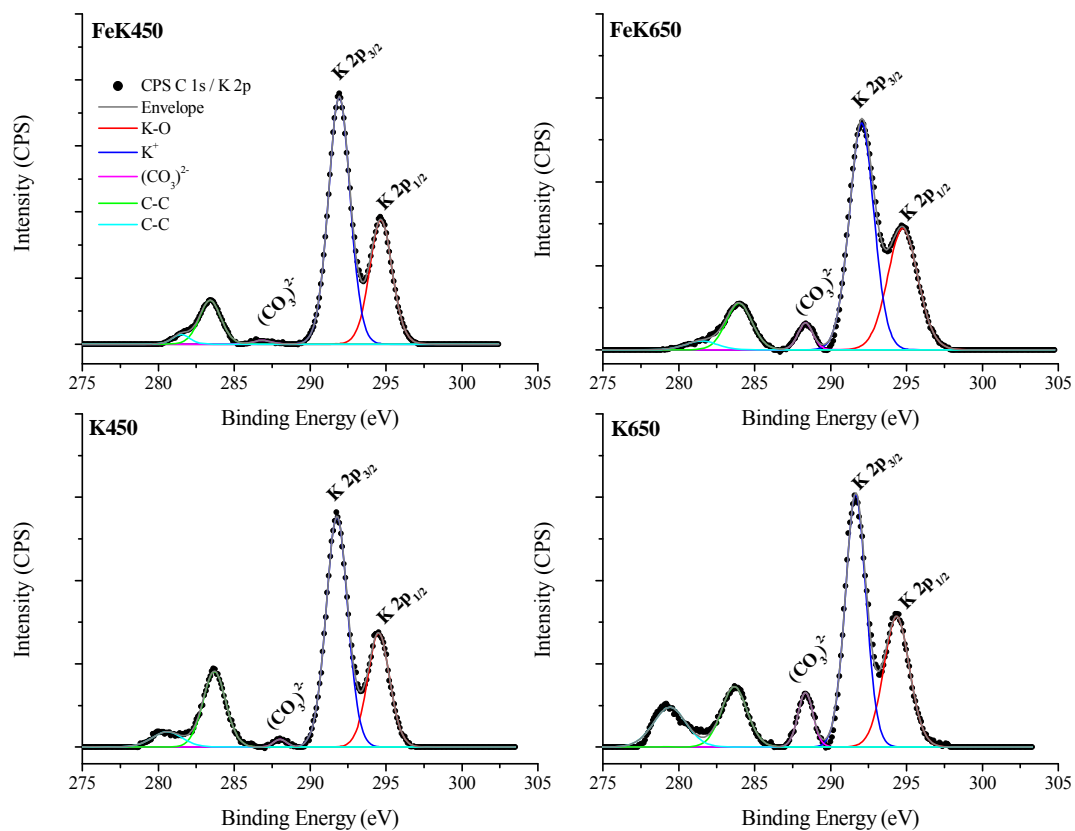 FeK450
CPS C 1s / K 2p
Envelope
K-O
K⁺
(CO₃)²⁻
C-C
C-C
(CO₃)²⁻
K 2p₃/₂
K 2p₁/₂
Intensity (CPS)
275 280 285 290 295 300 305
Binding Energy (eV)
FeK650
(CO₃)²⁻
K 2p₃/₂
K 2p₁/₂
Intensity (CPS)
275 280 285 290 295 300 305
Binding Energy (eV)
K450
(CO₃)²⁻
K 2p₃/₂
K 2p₁/₂
Intensity (CPS)
275 280 285 290 295 300 305
Binding Energy (eV)
K650
(CO₃)²⁻
K 2p₃/₂
K 2p₁/₂
Intensity (CPS)
275 280 285 290 295 300 305
Binding Energy (eV)